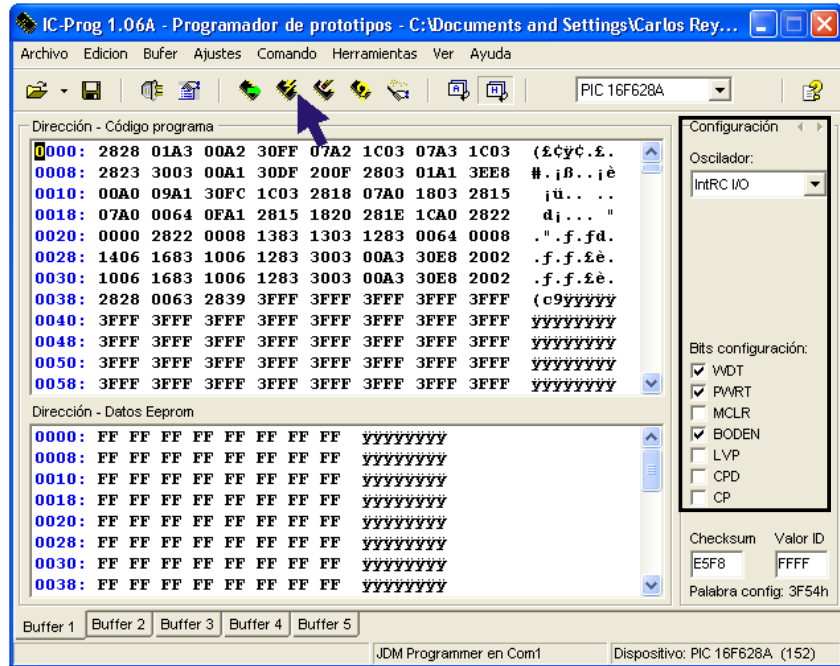 IC-Prog 1.06A - Programador de prototipos - C:\Documents and Settings\Carlos Rey...
Archivo Edicion Bufer Ajustes Comando Herramientas Ver Ayuda
PIC 16F628A
Dirección - Código programa
0000: 2828 01A3 00A2 30FF 07A2 1C03 07A3 1C03 (£¢ÿ¢.£.
0008: 2823 3003 00A1 30DF 200F 2803 01A1 3EE8 #.¡ß..¡è
0010: 00A0 09A1 30FC 1C03 2818 07A0 1803 2815 ¡ü.. ..
0018: 07A0 0064 0FA1 2815 1820 281E 1CA0 2822 d¡... "
0020: 0000 2822 0008 1383 1303 1283 0064 0008 .".ƒ.ƒd.
0028: 1406 1683 1006 1283 3003 00A3 30E8 2002 .ƒ.ƒ.£è.
0030: 1006 1683 1006 1283 3003 00A3 30E8 2002 .ƒ.ƒ.£è.
0038: 2828 0063 2839 3FFF 3FFF 3FFF 3FFF 3FFF (c9ÿÿÿÿÿ
0040: 3FFF 3FFF 3FFF 3FFF 3FFF 3FFF 3FFF 3FFF ÿÿÿÿÿÿÿÿ
0048: 3FFF 3FFF 3FFF 3FFF 3FFF 3FFF 3FFF 3FFF ÿÿÿÿÿÿÿÿ
0050: 3FFF 3FFF 3FFF 3FFF 3FFF 3FFF 3FFF 3FFF ÿÿÿÿÿÿÿÿ
0058: 3FFF 3FFF 3FFF 3FFF 3FFF 3FFF 3FFF 3FFF ÿÿÿÿÿÿÿÿ
Dirección - Datos Eeprom
0000: FF FF FF FF FF FF FF FF ÿÿÿÿÿÿÿÿ
0008: FF FF FF FF FF FF FF FF ÿÿÿÿÿÿÿÿ
0010: FF FF FF FF FF FF FF FF ÿÿÿÿÿÿÿÿ
0018: FF FF FF FF FF FF FF FF ÿÿÿÿÿÿÿÿ
0020: FF FF FF FF FF FF FF FF ÿÿÿÿÿÿÿÿ
0028: FF FF FF FF FF FF FF FF ÿÿÿÿÿÿÿÿ
0030: FF FF FF FF FF FF FF FF ÿÿÿÿÿÿÿÿ
0038: FF FF FF FF FF FF FF FF ÿÿÿÿÿÿÿÿ
Configuración
Oscilador:
IntRC I/O
Bits configuración:
WDT
PWRT
MCLR
BODEN
LVP
CPD
CP
Checksum Valor ID
E5F8 FFFF
Palabra config: 3F54h
Buffer 1 Buffer 2 Buffer 3 Buffer 4 Buffer 5
JDM Programmer en Com1 Dispositivo: PIC 16F628A (152)